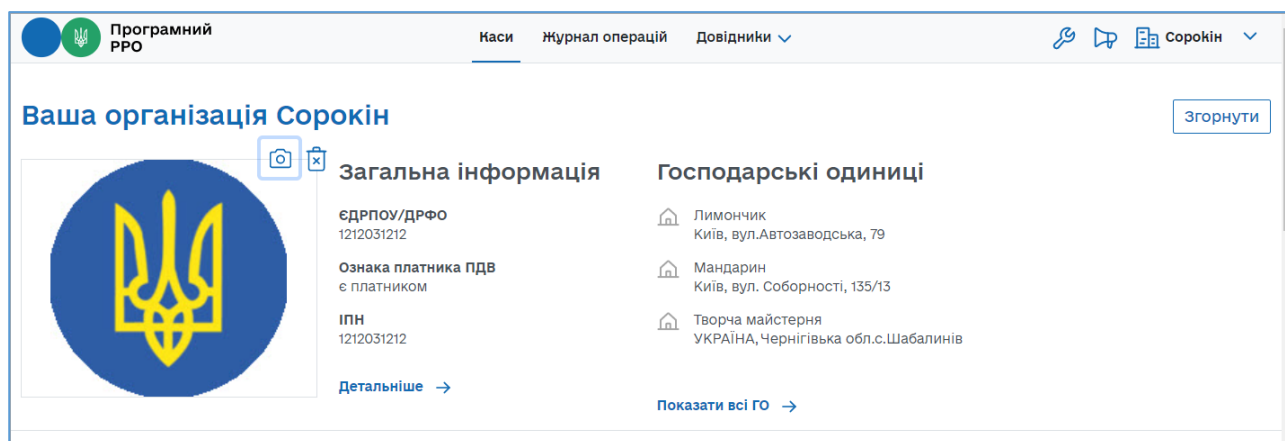 Програмний
РРО
Каси
Журнал операцій
Довідники
Сорокін
Ваша організація Сорокін
Згорнути
Загальна інформація
ЄДРПОУ/ДРФО
1212031212
Ознака платника ПДВ
є платником
ІПН
1212031212
Детальніше →
Господарські одиниці
Лимончик
Київ, вул.Автозаводська, 79
Мандарин
Київ, вул. Соборності, 135/13
Творча майстерня
УКРАЇНА,Чернігівька обл.с.Шабалинів
Показати всі ГО →